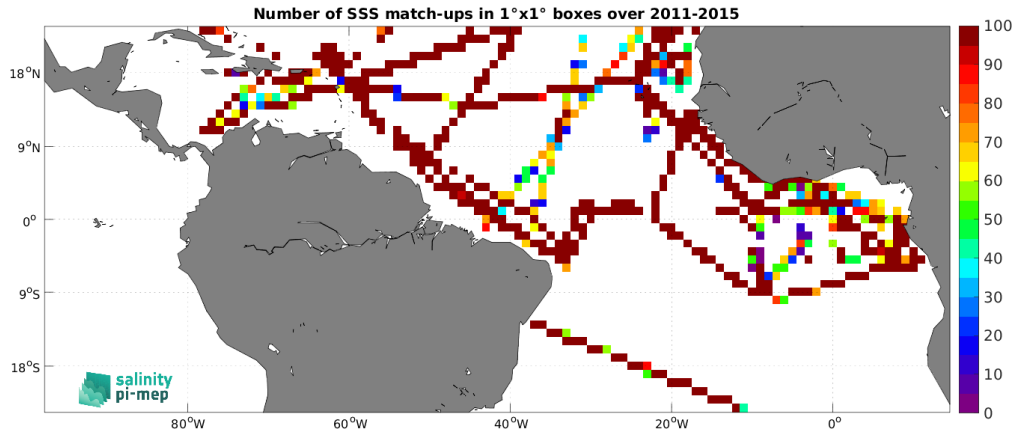 Number of SSS match-ups in 1°x1° boxes over 2011-2015
18°N
9°N
0°
9°S
18°S
80°W
60°W
40°W
20°W
0°
100
90
80
70
60
50
40
30
20
10
0
salinity
pi-mep